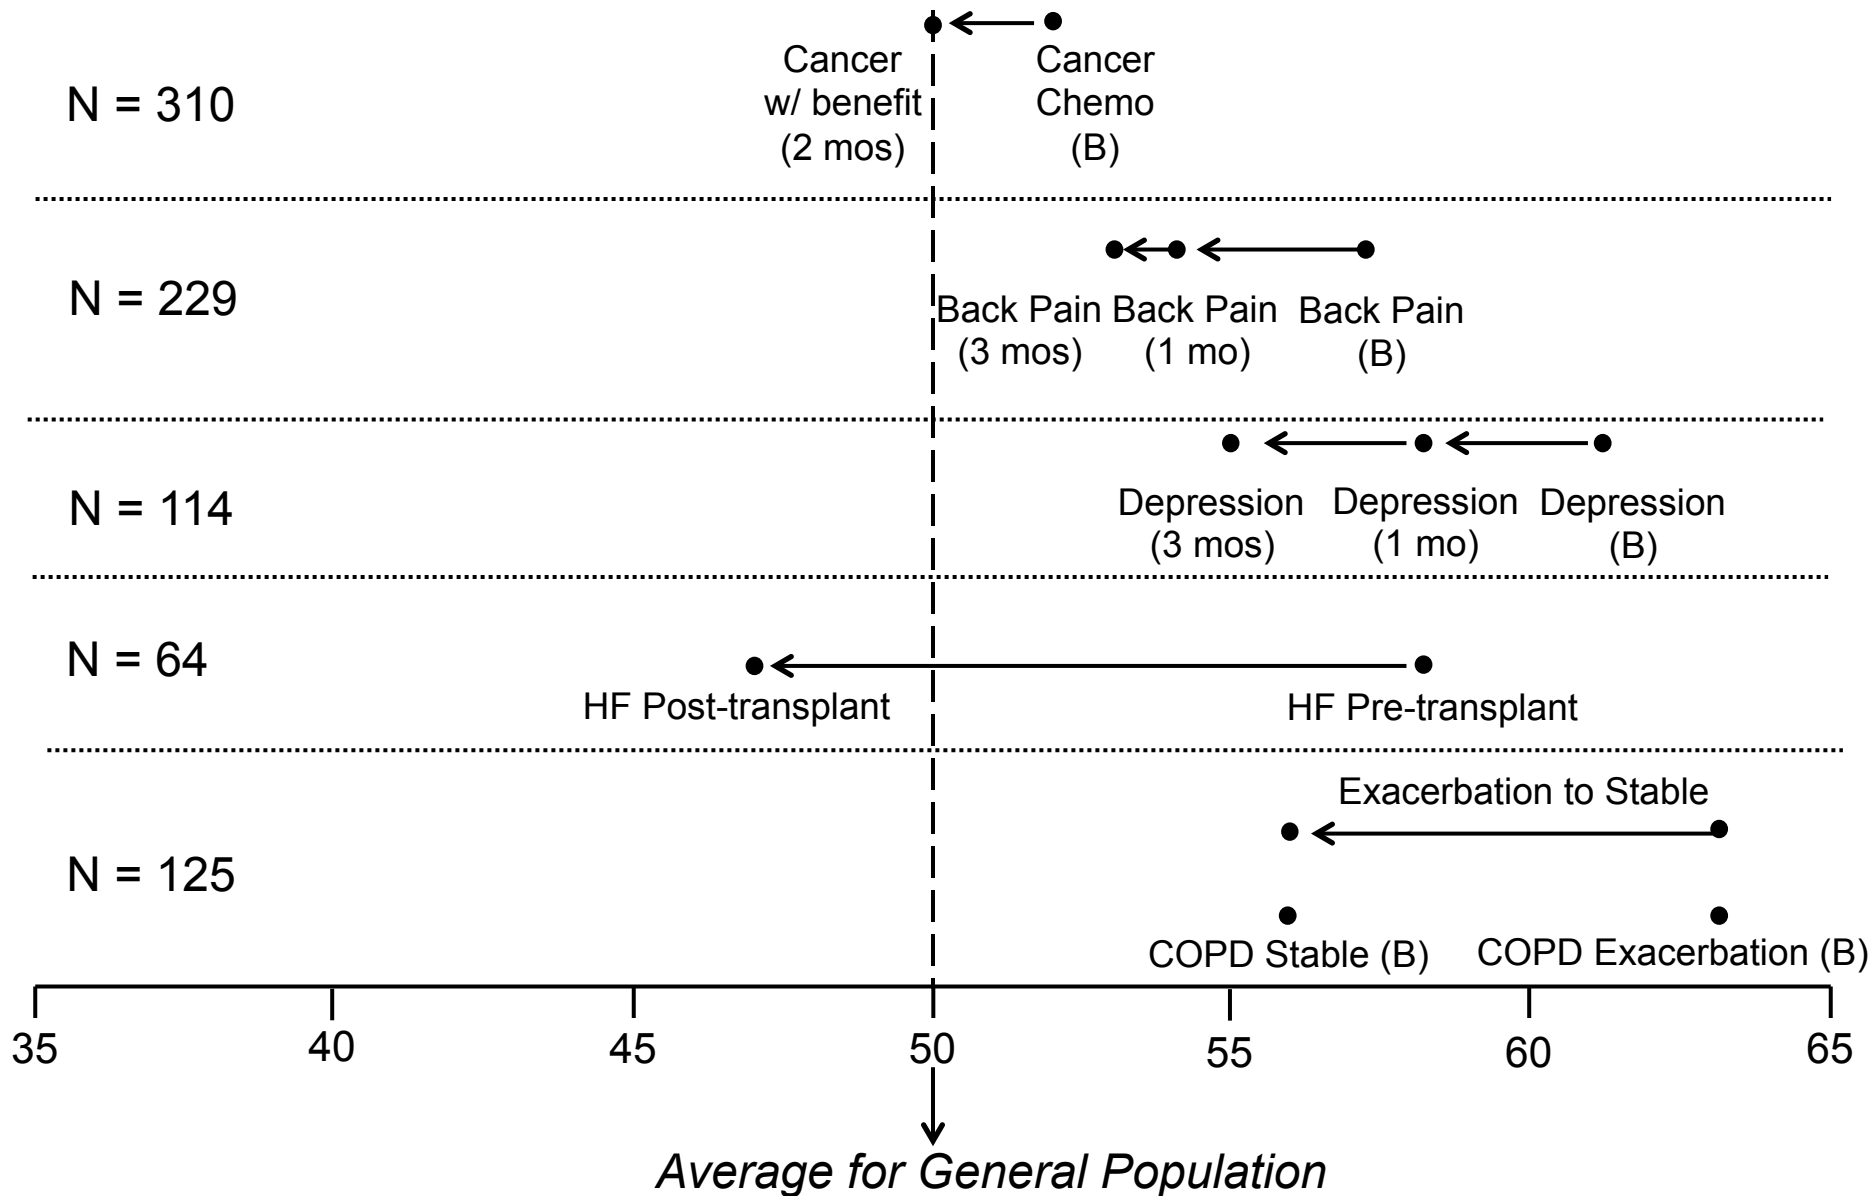 Cancer
w/ benefit
(2 mos)
Cancer
Chemo
(B)
N = 310
N = 229
Back Pain
(3 mos)
Back Pain
(1 mo)
Back Pain
(B)
N = 114
Depression
(3 mos)
Depression
(1 mo)
Depression
(B)
N = 64
HF Post-transplant
HF Pre-transplant
Exacerbation to Stable
N = 125
COPD Stable (B)
COPD Exacerbation (B)
35
40
45
50
55
60
65
Average for General Population